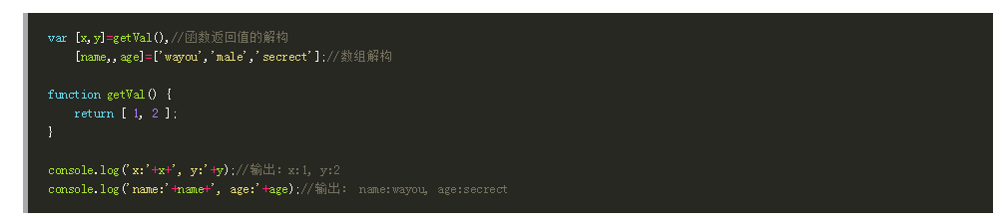 var [x,y]=getVal(),//函数返回值的解构
    [name,,age]=['wayou','male','secrect'];//数组解构
function getVal() {
    return [ 1, 2 ];
}
console.log('x:'+x+', y:'+y);//输出：x:1, y:2
console.log('name:'+name+', age:'+age);//输出： name:wayou, age:secrect